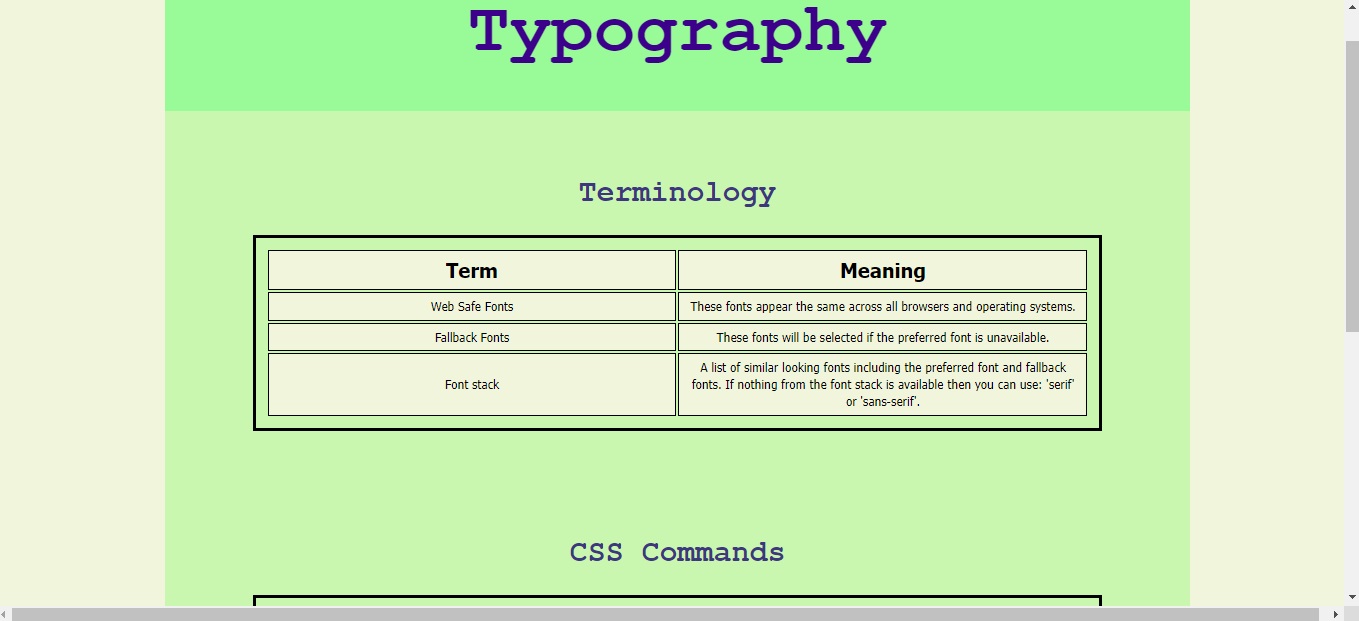 Typography
Terminology
Term Meaning
Web Safe Fonts These fonts appear the same across all browsers and operating systems.
Fallback Fonts These fonts will be selected if the preferred font is unavailable.
Font stack
A list of similar looking fonts including the preferred font and fallback
fonts. If nothing from the font stack is available then you can use: 'serif'
or 'sans-serif'.
CSS Commands